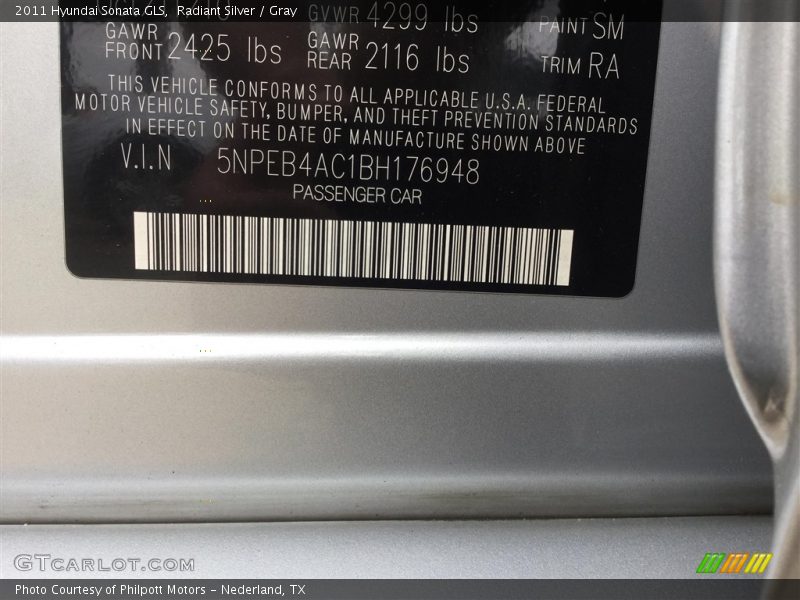 2011 Hyundai Sonata GLS, Radiant Silver / Gray
GVWR 4299 lbs PAINT SM
GAWR FRONT 2425 lbs GAWR REAR 2116 lbs TRIM RA
THIS VEHICLE CONFORMS TO ALL APPLICABLE U.S.A. FEDERAL
MOTOR VEHICLE SAFETY, BUMPER, AND THEFT PREVENTION STANDARDS
IN EFFECT ON THE DATE OF MANUFACTURE SHOWN ABOVE
V.I.N 5NPEB4AC1BH176948
PASSENGER CAR
GTCARLOT.COM
Photo Courtesy of Philpott Motors - Nederland, TX